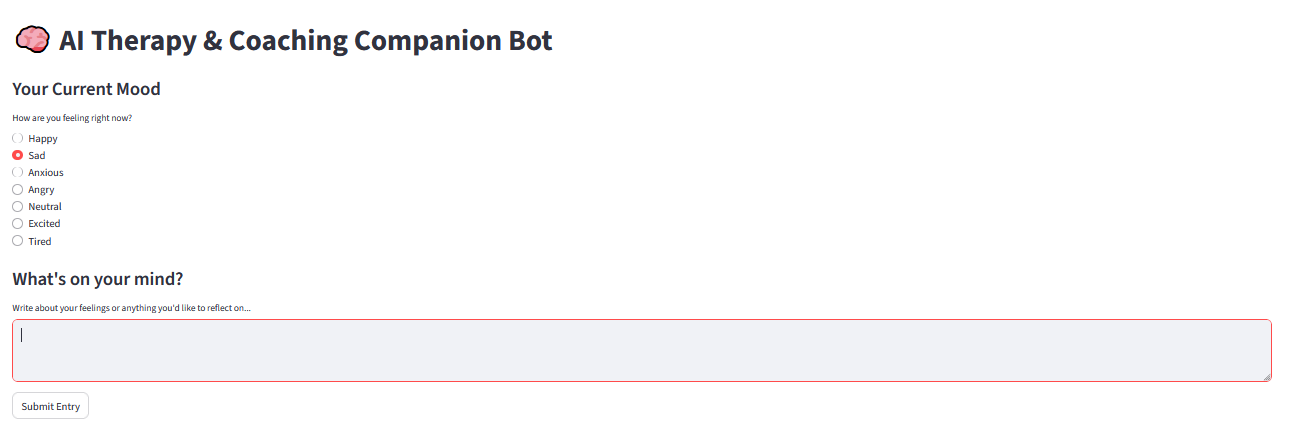 AI Therapy & Coaching Companion Bot
Your Current Mood
How are you feeling right now?
Happy
Sad
Anxious
Angry
Neutral
Excited
Tired
What's on your mind?
Write about your feelings or anything you'd like to reflect on...
Submit Entry